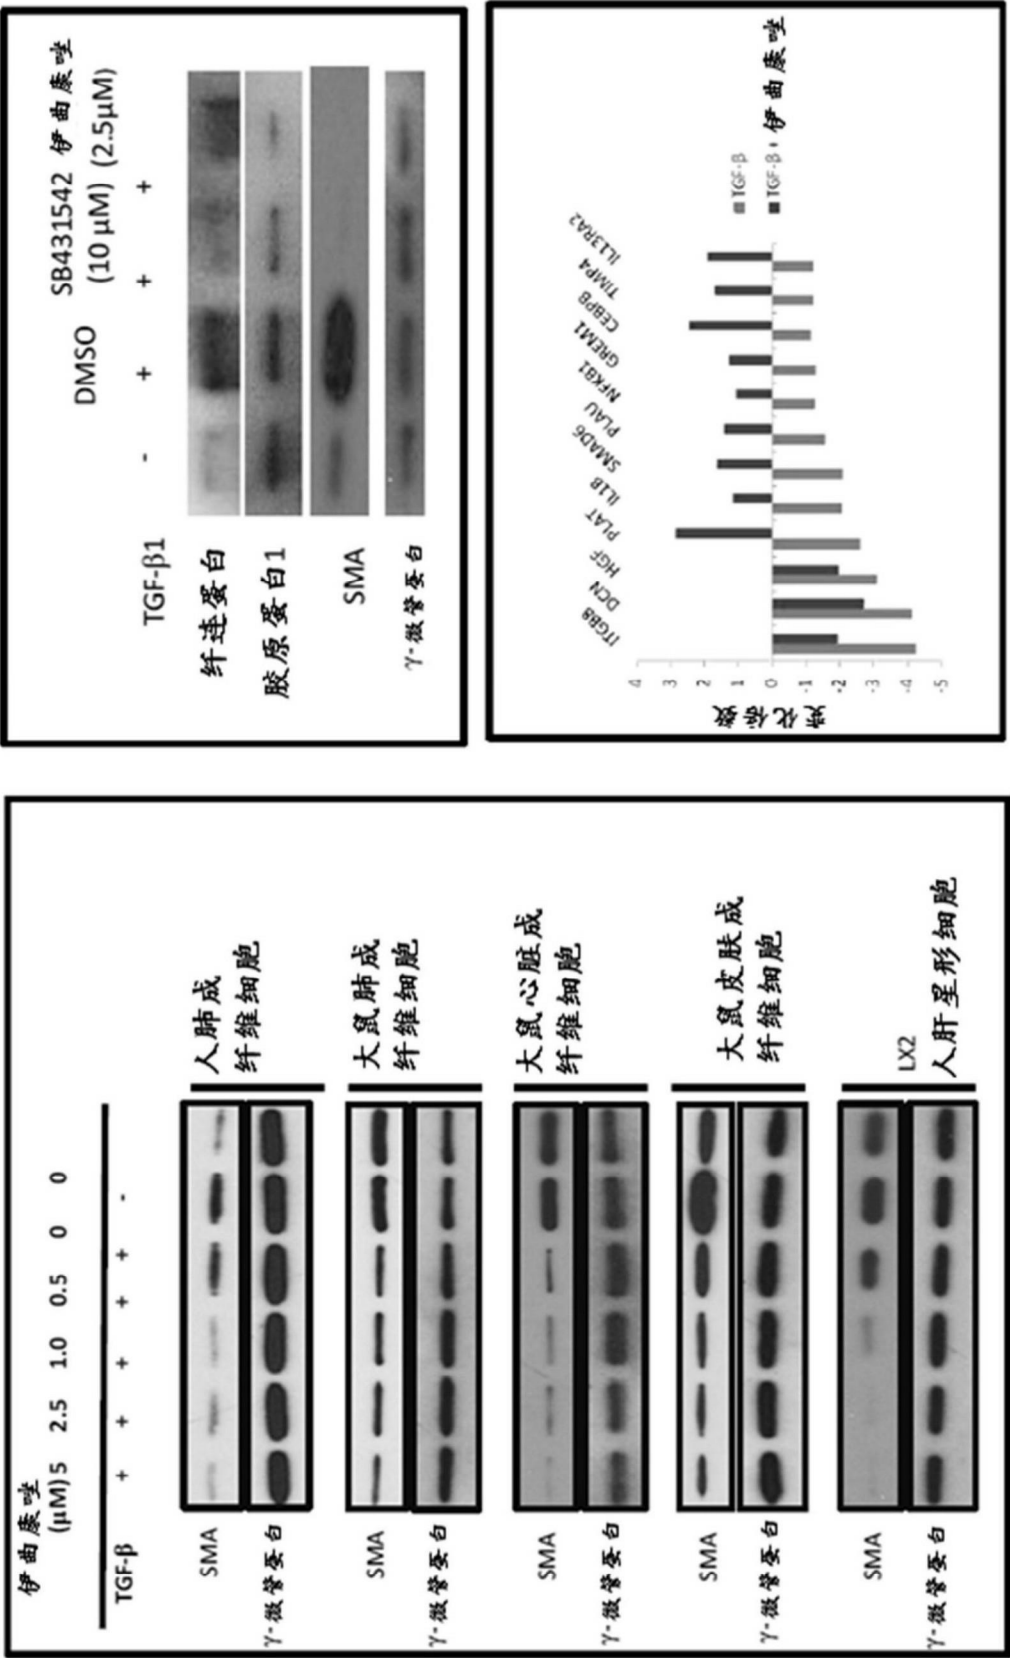 伊曲康唑
(μM) 5 2.5 1.0 0.5 0 0
TGF-β + + + + + -
SMA
γ-微管蛋白
人肺成
纤维细胞
SMA
γ-微管蛋白
大鼠肺成
纤维细胞
SMA
γ-微管蛋白
大鼠心脏成
纤维细胞
SMA
γ-微管蛋白
大鼠皮肤成
纤维细胞
SMA
γ-微管蛋白
LX2
人肝星形细胞
DMSO SB431542 伊曲康唑
(10 μM) (2.5μM)
TGF-β1 - + + +
纤连蛋白
胶原蛋白1
SMA
γ-微管蛋白
变化倍数
4
3
2
1
0
-1
-2
-3
-4
-5
ITGB8 DCN HGF PLAT IL1B SMAD6 PLAU NFKB1 GREM1 CEBPB TIMP4 IL13RA2
TGF-β
TGF-β+伊曲康唑